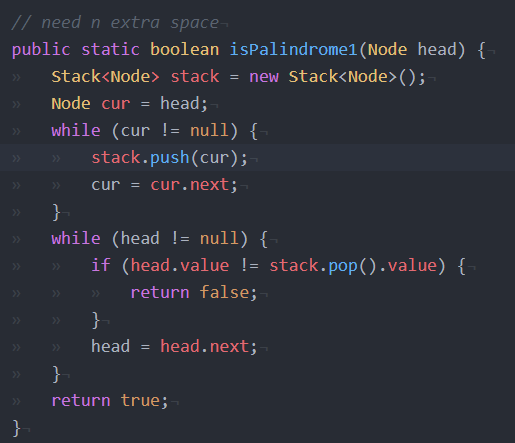 // need n extra space
public static boolean isPalindrome1(Node head) {
    Stack<Node> stack = new Stack<Node>();
    Node cur = head;
    while (cur != null) {
        stack.push(cur);
        cur = cur.next;
    }
    while (head != null) {
        if (head.value != stack.pop().value) {
            return false;
        }
        head = head.next;
    }
    return true;
}